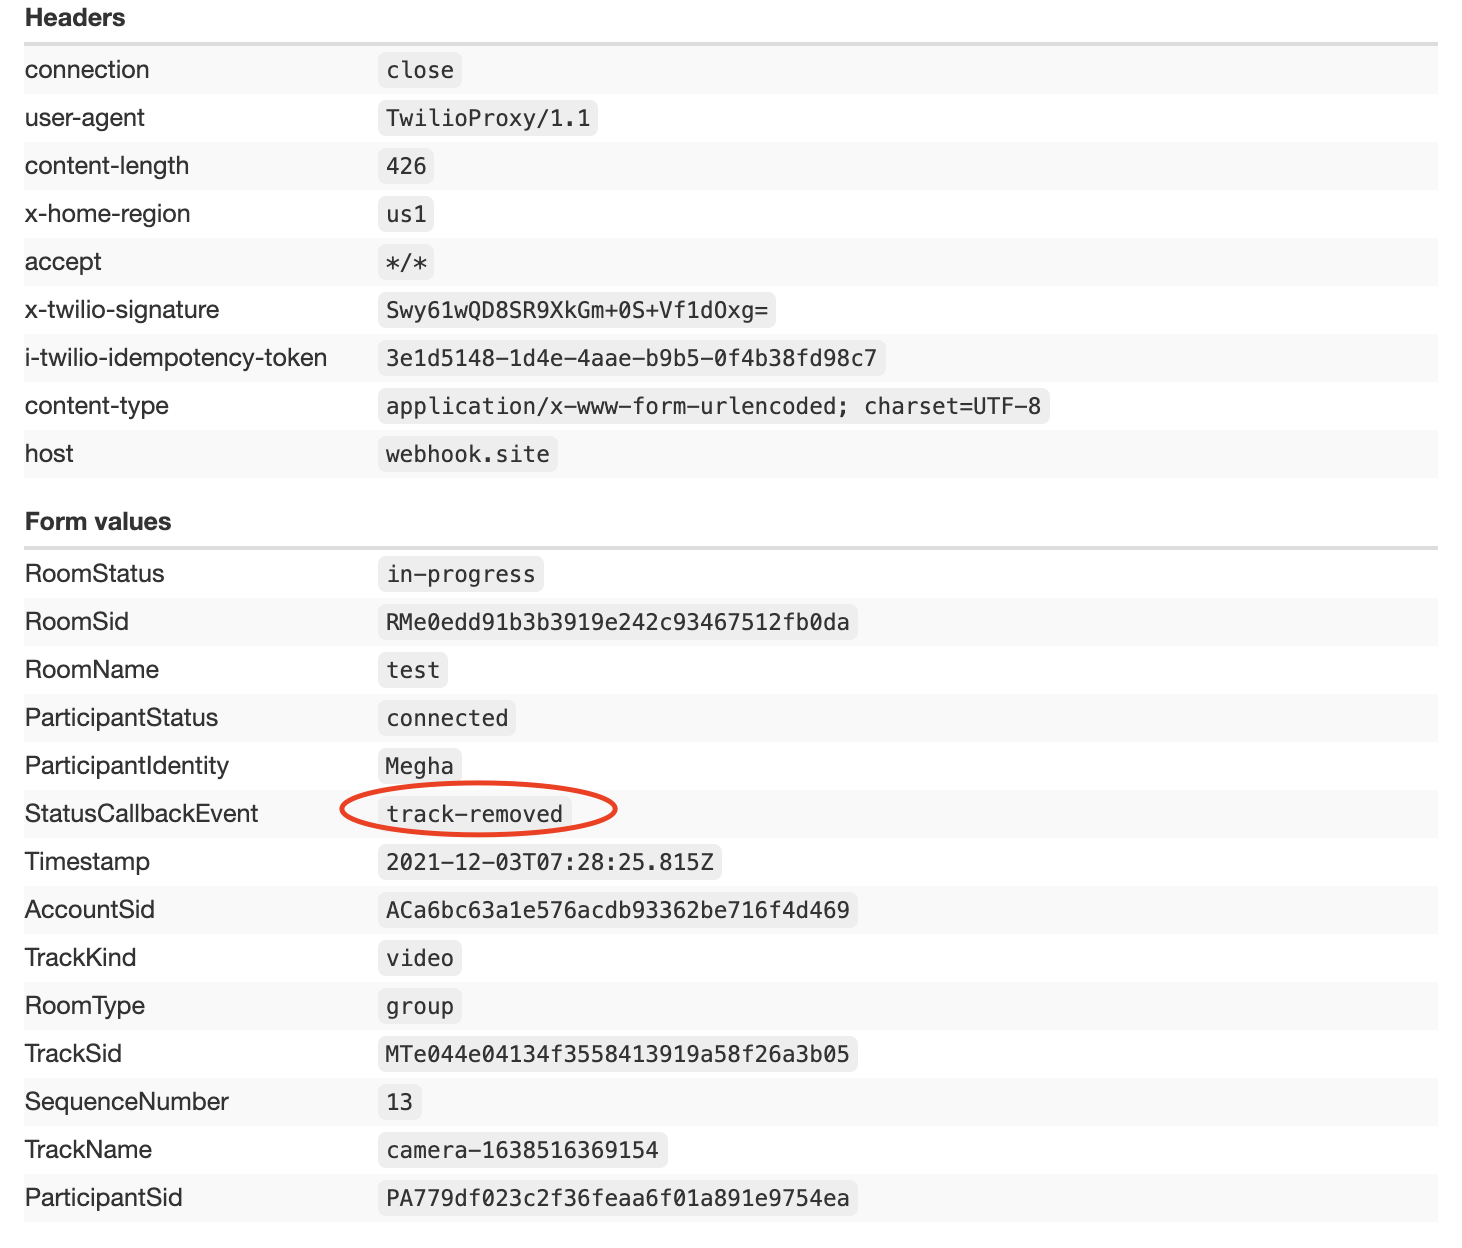 Headers
connection close
user-agent TwilioProxy/1.1
content-length 426
x-home-region us1
accept */*
x-twilio-signature Swy61wQD8SR9XkGm+0S+Vf1dOxg=
i-twilio-idempotency-token 3e1d5148-1d4e-4aae-b9b5-0f4b38fd98c7
content-type application/x-www-form-urlencoded; charset=UTF-8
host webhook.site
Form values
RoomStatus in-progress
RoomSid RMe0edd91b3b3919e242c93467512fb0da
RoomName test
ParticipantStatus connected
ParticipantIdentity Megha
StatusCallbackEvent track-removed
Timestamp 2021-12-03T07:28:25.815Z
AccountSid ACa6bc63a1e576acdb93362be716f4d469
TrackKind video
RoomType group
TrackSid MTe044e04134f3558413919a58f26a3b05
SequenceNumber 13
TrackName camera-1638516369154
ParticipantSid PA779df023c2f36feaa6f01a891e9754ea